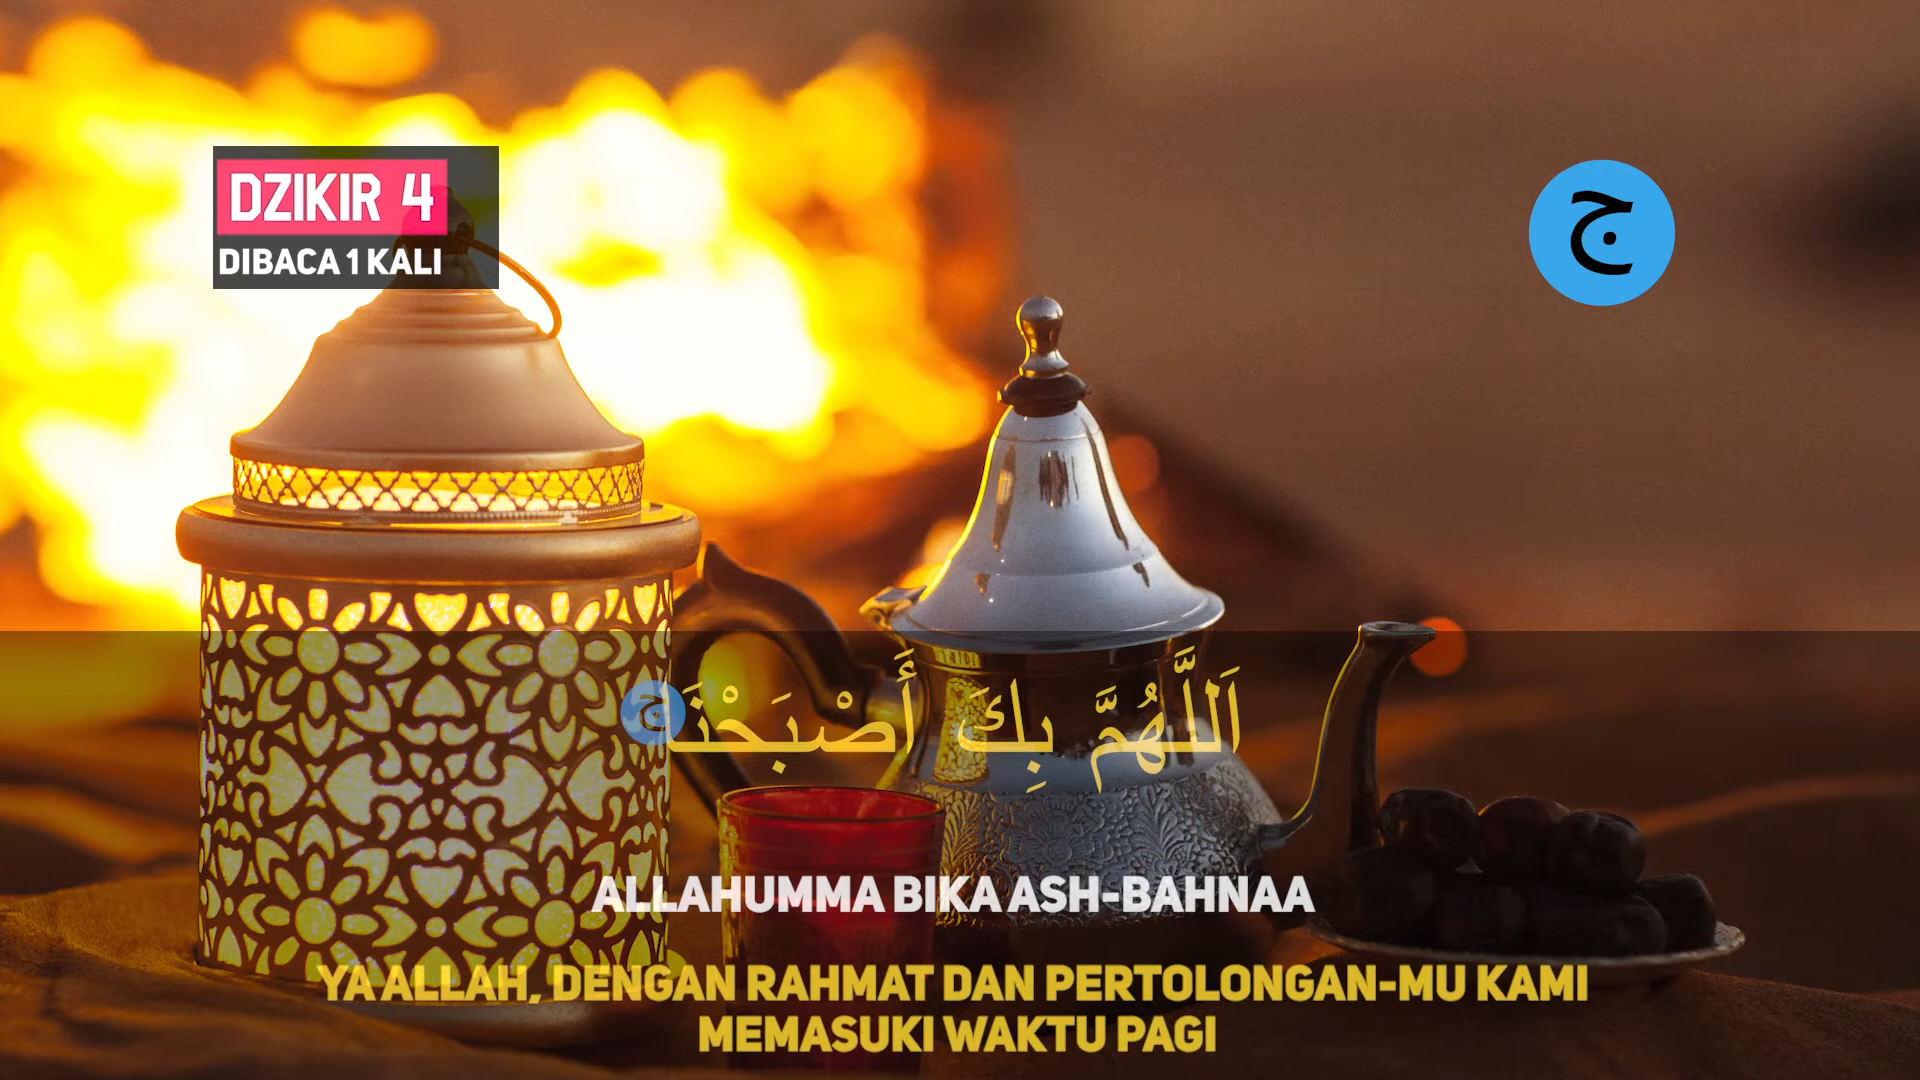 DZIKIR 4
DIBACA 1 KALI
ج
اَللَّهُمَّ بِكَ أَصْبَحْنَا ج
ALLAHUMMA BIKA ASH-BAHNAA
YA ALLAH, DENGAN RAHMAT DAN PERTOLONGAN-MU KAMI
MEMASUKI WAKTU PAGI